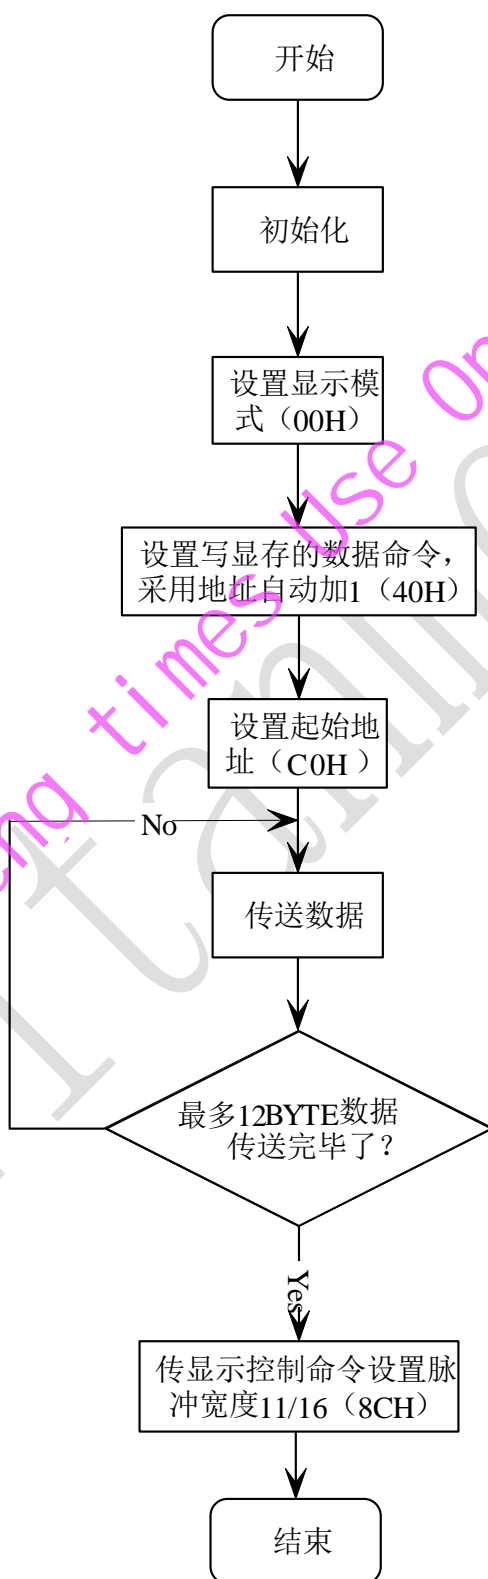 开始
初始化
设置显示模
式（00H）
设置写显存的数据命令，
采用地址自动加1（40H）
设置起始地
址（C0H ）
No
传送数据
最多12BYTE数据
传送完毕了？
Yes
传显示控制命令设置脉
冲宽度11/16（8CH）
结束
times Use